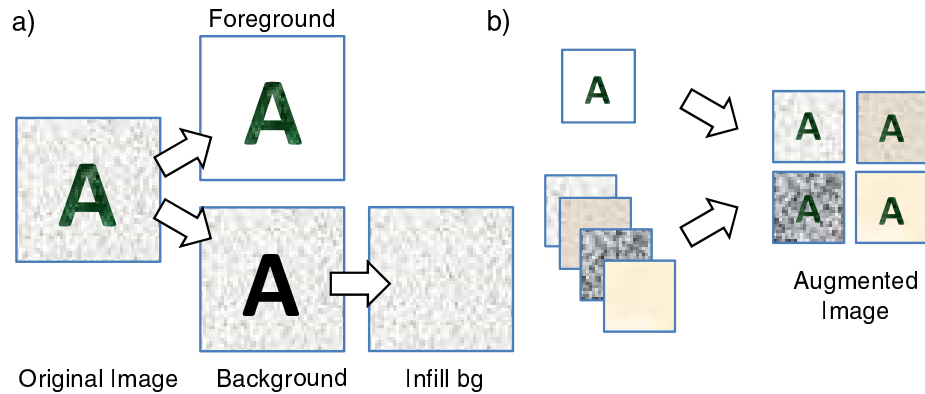 a)
Foreground
A
A
A
Original Image
Background
Infill bg
b)
A
A
A
A
A
Augmented
Image